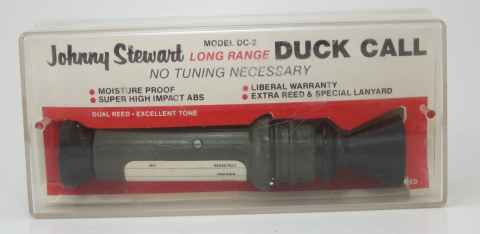 MODEL DC-2
Johnny Stewart LONG RANGE DUCK CALL
NO TUNING NECESSARY
• MOISTURE PROOF
• SUPER HIGH IMPACT ABS
• LIBERAL WARRANTY
• EXTRA REED & SPECIAL LANYARD
DUAL REED - EXCELLENT TONE